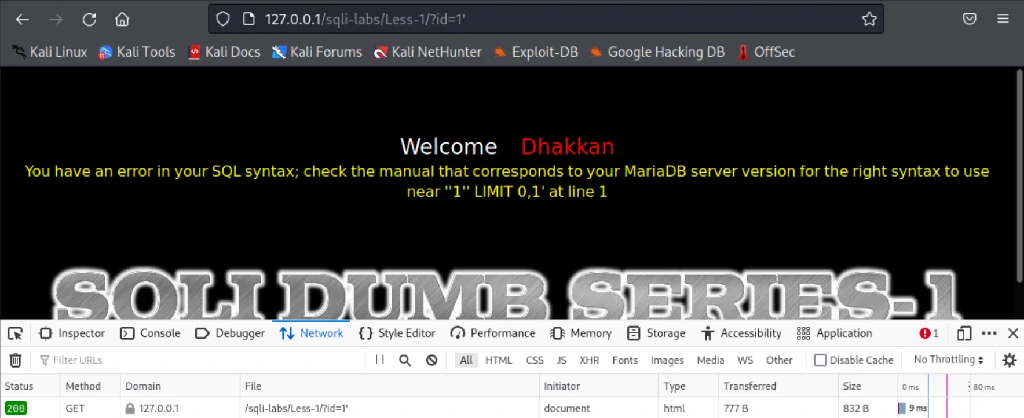 127.0.0.1/sqli-labs/Less-1/?id=1'
Kali Linux Kali Tools Kali Docs Kali Forums Kali NetHunter Exploit-DB Google Hacking DB OffSec
Welcome Dhakkan
You have an error in your SQL syntax; check the manual that corresponds to your MariaDB server version for the right syntax to use
near ''1'' LIMIT 0,1' at line 1
SQLI DUMB SERIES-1
Inspector Console Debugger Network Style Editor Performance Memory Storage Accessibility Application 1
Filter URLs All HTML CSS JS XHR Fonts Images Media WS Other Disable Cache No Throttling
Status Method Domain File Initiator Type Transferred Size 0 ms 80 ms
200 GET 127.0.0.1 /sqli-labs/Less-1/?id=1' document html 777 B 832 B 9 ms